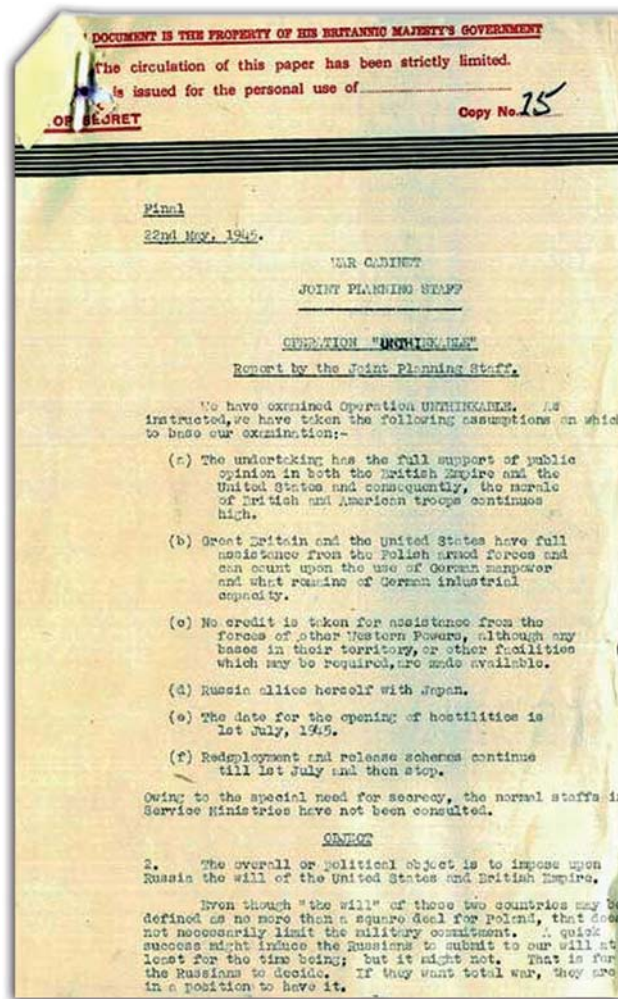 DOCUMENT IS THE PROPERTY OF HIS BRITANNIC MAJESTY'S GOVERNMENT
The circulation of this paper has been strictly limited.
is issued for the personal use of
OP SECRET
Copy No. 15
Final
22nd May, 1945.
WAR CABINET
JOINT PLANNING STAFF
OPERATION "UNTHINKABLE"
Report by the Joint Planning Staff.
We have examined Operation UNTHINKABLE. As
instructed, we have taken the following assumptions on which
to base our examination:-
(a) The undertaking has the full support of public
opinion in both the British Empire and the
United States and consequently, the morale
of British and American troops continues
high.
(b) Great Britain and the United States have full
assistance from the Polish armed forces and
can count upon the use of German manpower
and what remains of German industrial
capacity.
(c) No credit is taken for assistance from the
forces of other Western Powers, although any
bases in their territory, or other facilities
which may be required, are made available.
(d) Russia allies herself with Japan.
(e) The date for the opening of hostilities is
1st July, 1945.
(f) Redeployment and release schemes continue
till 1st July and then stop.
Owing to the special need for secrecy, the normal staffs in
Service Ministries have not been consulted.
OBJECT
2. The overall or political object is to impose upon
Russia the will of the United States and British Empire.
Even though "the will" of these two countries may be
defined as no more than a square deal for Poland, that does
not necessarily limit the military commitment. A quick
success might induce the Russians to submit to our will at
least for the time being; but it might not. That is for
the Russians to decide. If they want total war, they are
in a position to have it.